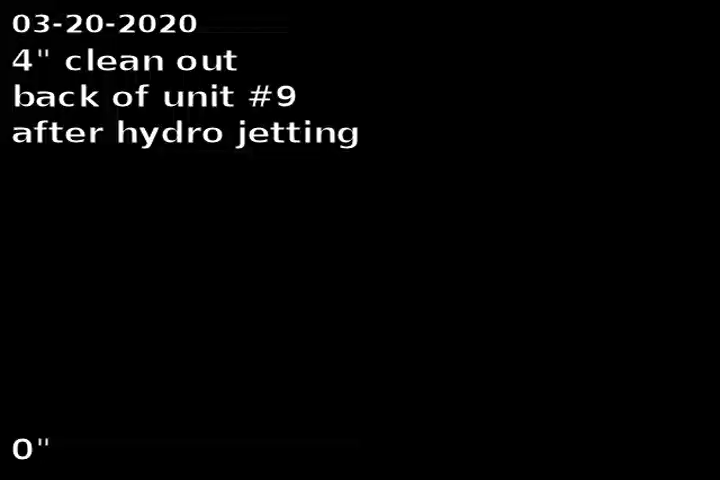 03-20-2020
4" clean out
back of unit #9
after hydro jetting
0"